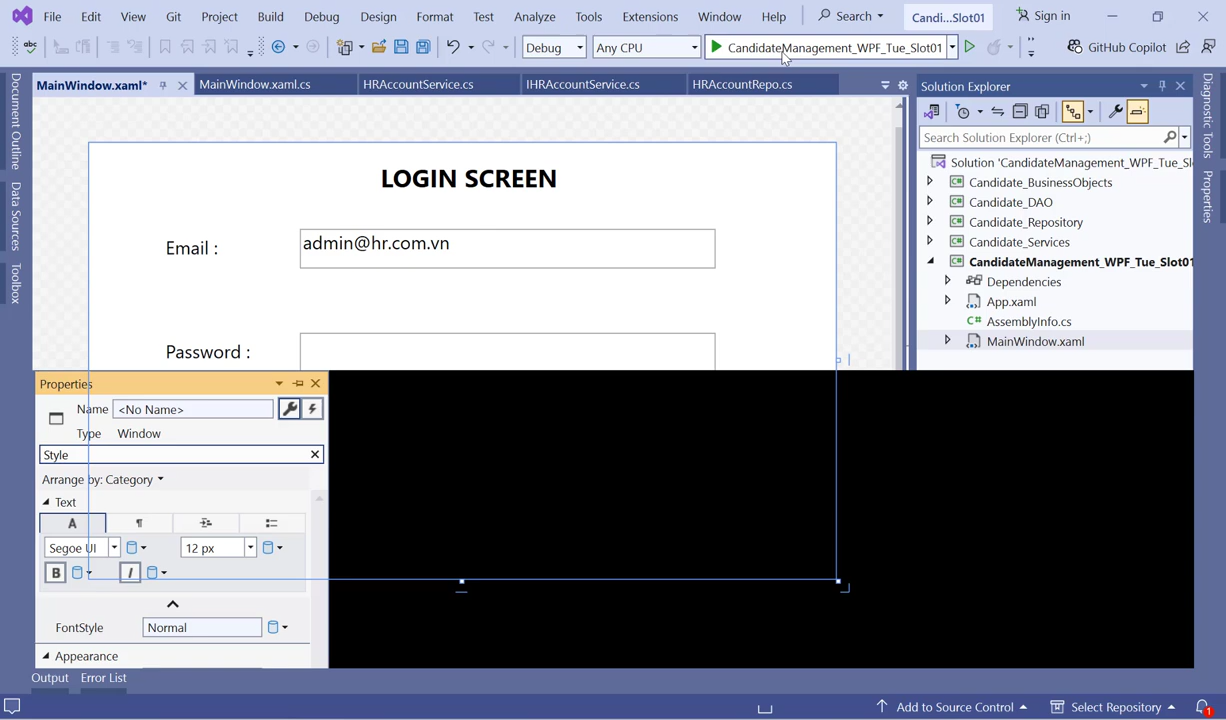 File Edit View Git Project Build Debug Design Format Test Analyze Tools Extensions Window Help Search Candi...Slot01 Sign in
abc Debug Any CPU CandidateManagement_WPF_Tue_Slot01 GitHub Copilot
MainWindow.xaml* MainWindow.xaml.cs HRAccountService.cs IHRAccountService.cs HRAccountRepo.cs
Document Outline
Data Sources
Toolbox
LOGIN SCREEN
Email : admin@hr.com.vn
Password :
Solution Explorer
Search Solution Explorer (Ctrl+;)
Solution 'CandidateManagement_WPF_Tue_Sl
Candidate_BusinessObjects
Candidate_DAO
Candidate_Repository
Candidate_Services
CandidateManagement_WPF_Tue_Slot01
Dependencies
App.xaml
C# AssemblyInfo.cs
MainWindow.xaml
Diagnostic Tools
Properties
Properties
Name <No Name>
Type Window
Style
Arrange by: Category
Text
A ¶
Segoe UI 12 px
B I
FontStyle Normal
Appearance
Output Error List
Add to Source Control Select Repository 1